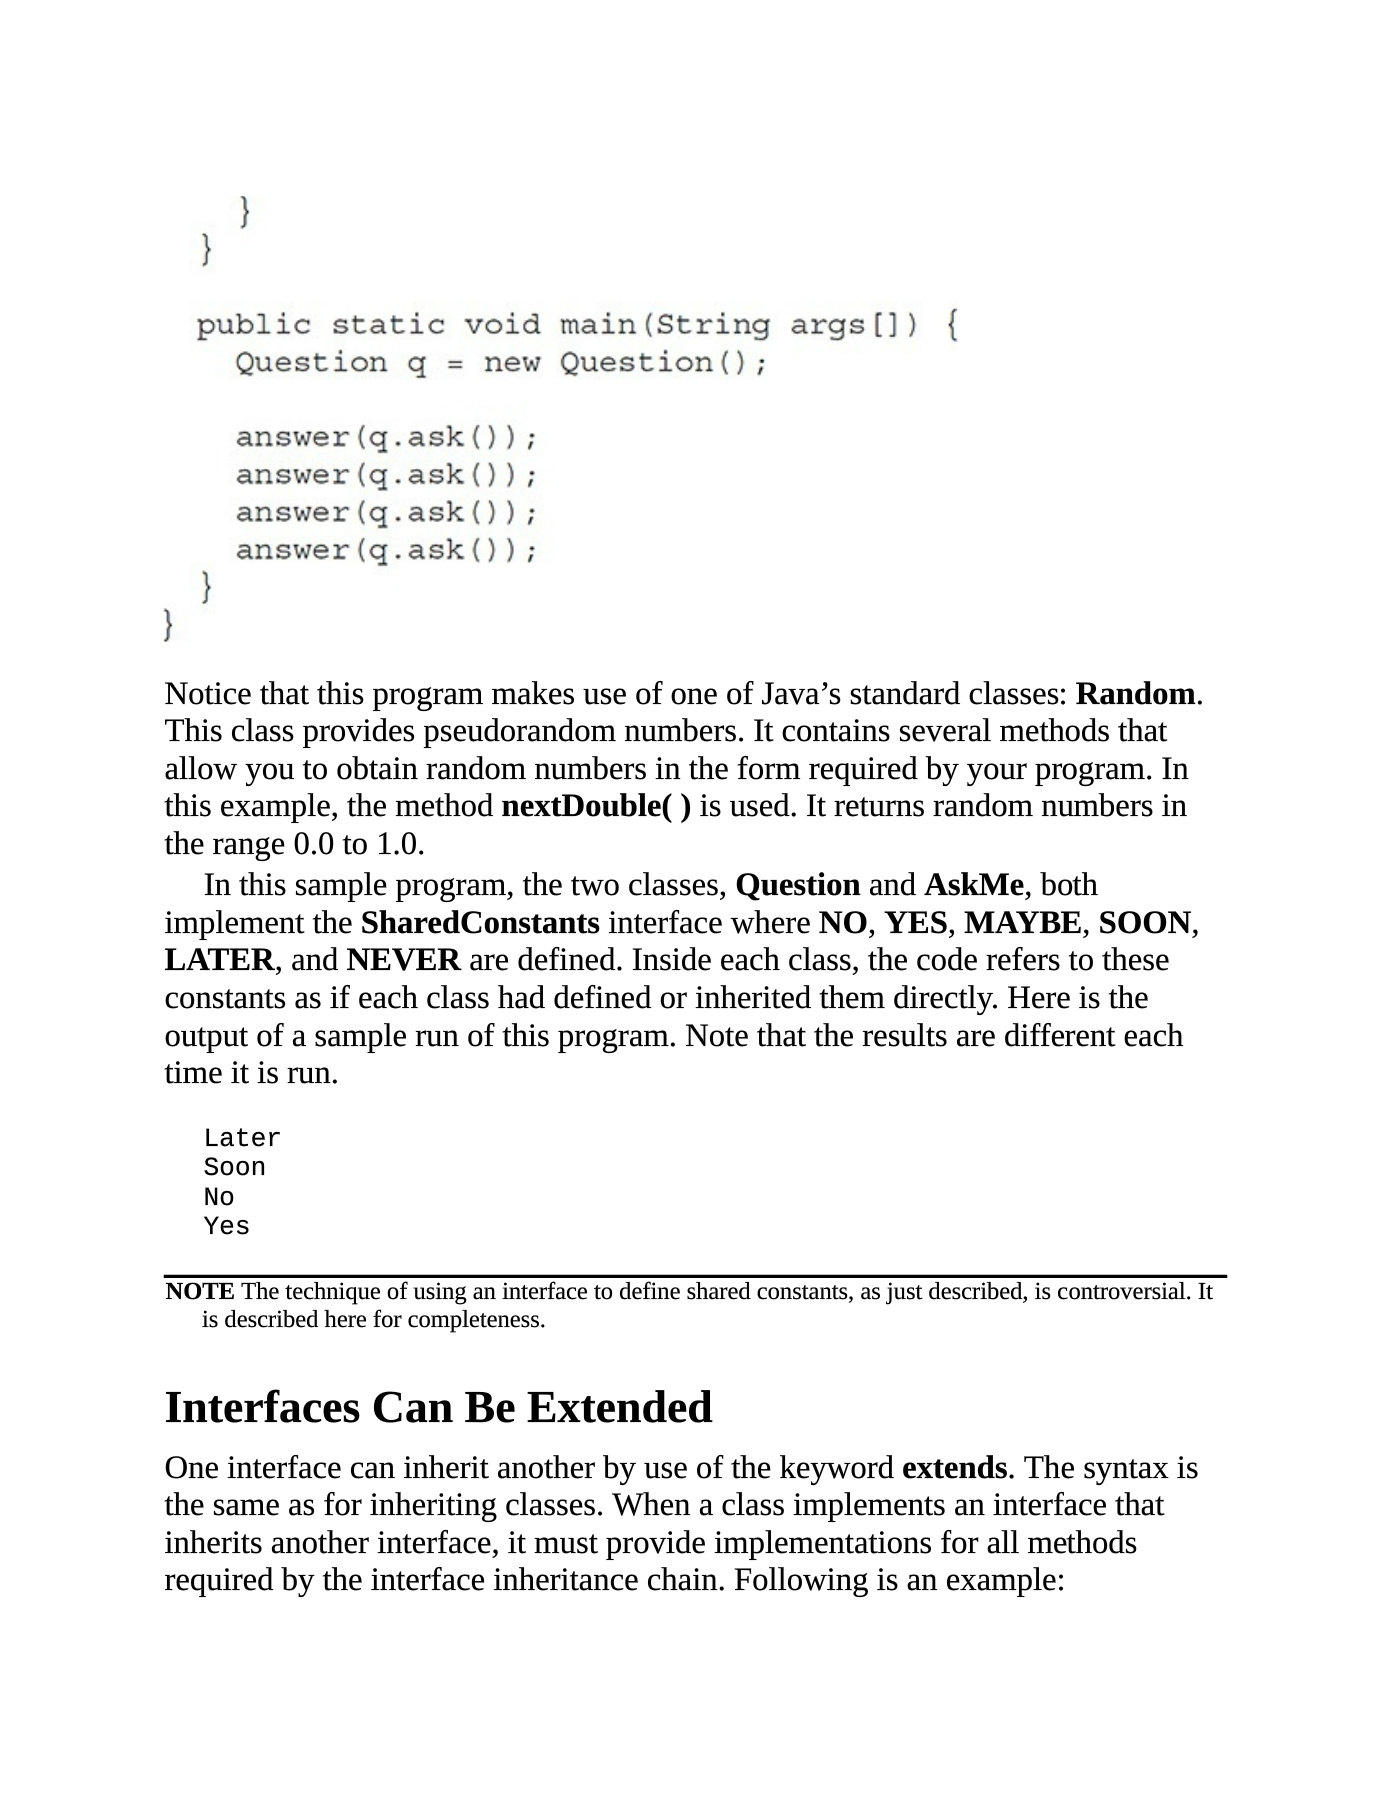 }
}
public static void main(String args[]) {
Question q = new Question();
answer(q.ask());
answer(q.ask());
answer(q.ask());
answer(q.ask());
}
}
Notice that this program makes use of one of Java’s standard classes: Random.
This class provides pseudorandom numbers. It contains several methods that
allow you to obtain random numbers in the form required by your program. In
this example, the method nextDouble( ) is used. It returns random numbers in
the range 0.0 to 1.0.
In this sample program, the two classes, Question and AskMe, both
implement the SharedConstants interface where NO, YES, MAYBE, SOON,
LATER, and NEVER are defined. Inside each class, the code refers to these
constants as if each class had defined or inherited them directly. Here is the
output of a sample run of this program. Note that the results are different each
time it is run.
Later
Soon
No
Yes
NOTE The technique of using an interface to define shared constants, as just described, is controversial. It
is described here for completeness.
Interfaces Can Be Extended
One interface can inherit another by use of the keyword extends. The syntax is
the same as for inheriting classes. When a class implements an interface that
inherits another interface, it must provide implementations for all methods
required by the interface inheritance chain. Following is an example: